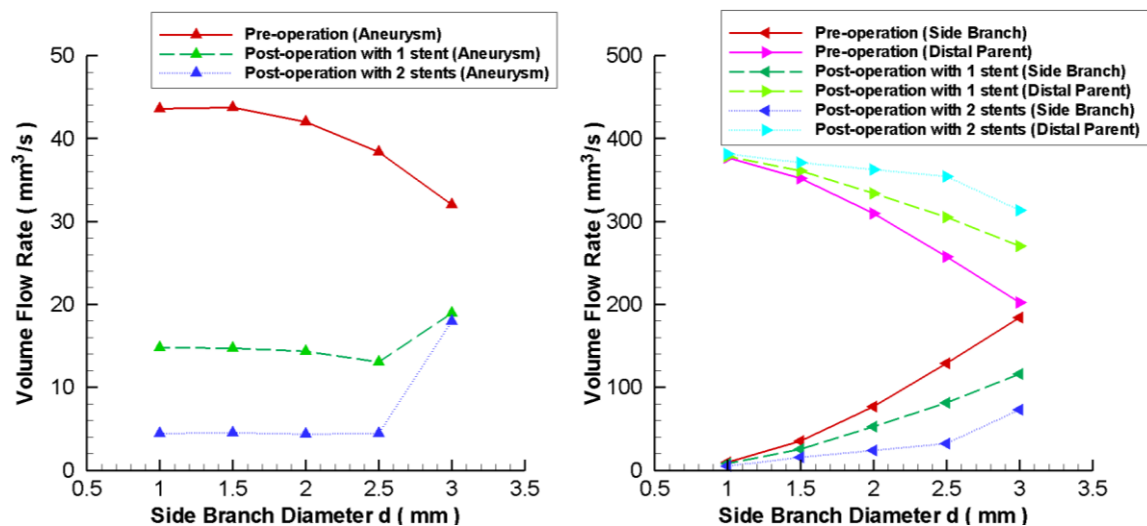 Pre-operation (Aneurysm)
Post-operation with 1 stent (Aneurysm)
Post-operation with 2 stents (Aneurysm)
50
40
30
20
10
0
Volume Flow Rate ( mm³/s )
0.5 1 1.5 2 2.5 3 3.5
Side Branch Diameter d ( mm )
Pre-operation (Side Branch)
Pre-operation (Distal Parent)
Post-operation with 1 stent (Side Branch)
Post-operation with 1 stent (Distal Parent)
Post-operation with 2 stents (Side Branch)
Post-operation with 2 stents (Distal Parent)
500
400
300
200
100
0
Volume Flow Rate ( mm³/s )
0.5 1 1.5 2 2.5 3 3.5
Side Branch Diameter d ( mm )